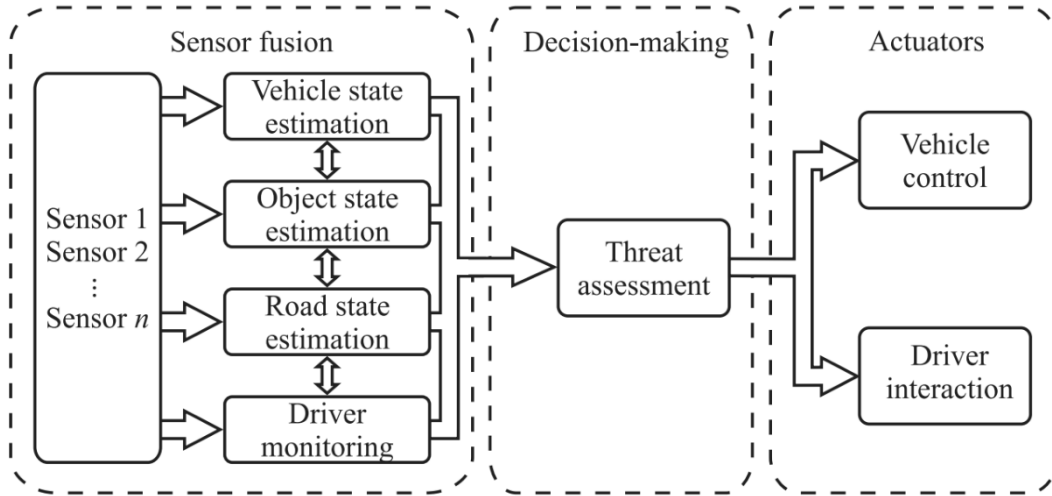 Sensor fusion
Sensor 1
Sensor 2
⋮
Sensor n
Vehicle state
estimation
Object state
estimation
Road state
estimation
Driver
monitoring
Decision-making
Threat
assessment
Actuators
Vehicle
control
Driver
interaction